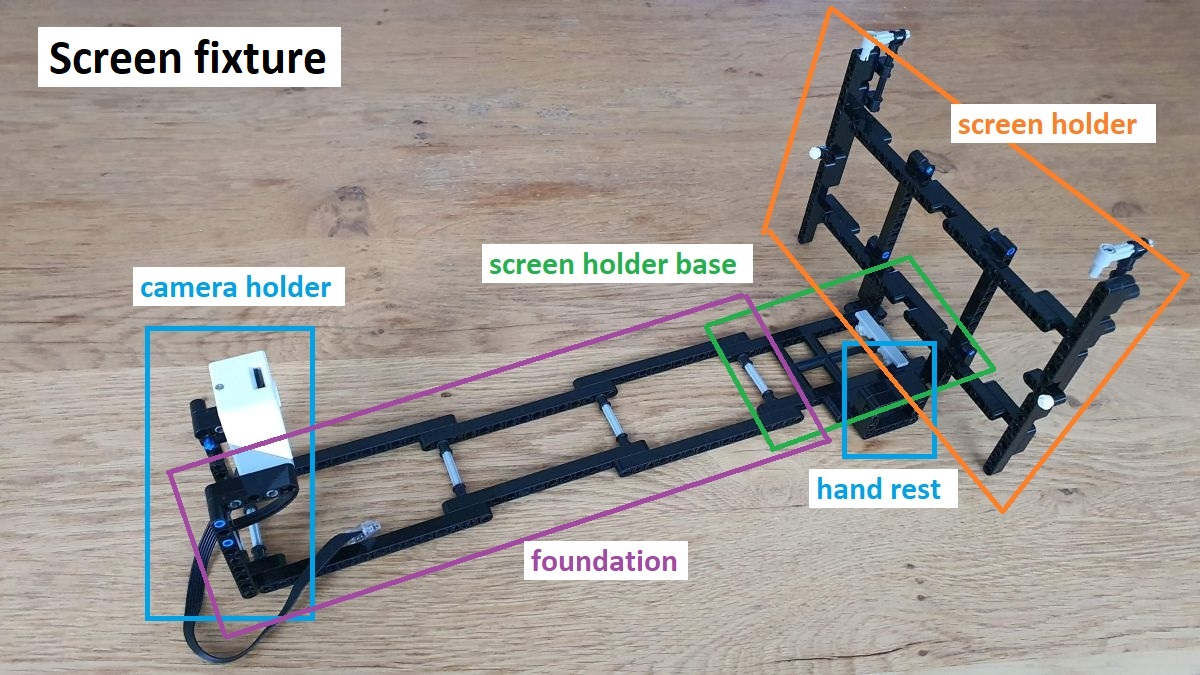 Screen fixture
screen holder
screen holder base
camera holder
hand rest
foundation